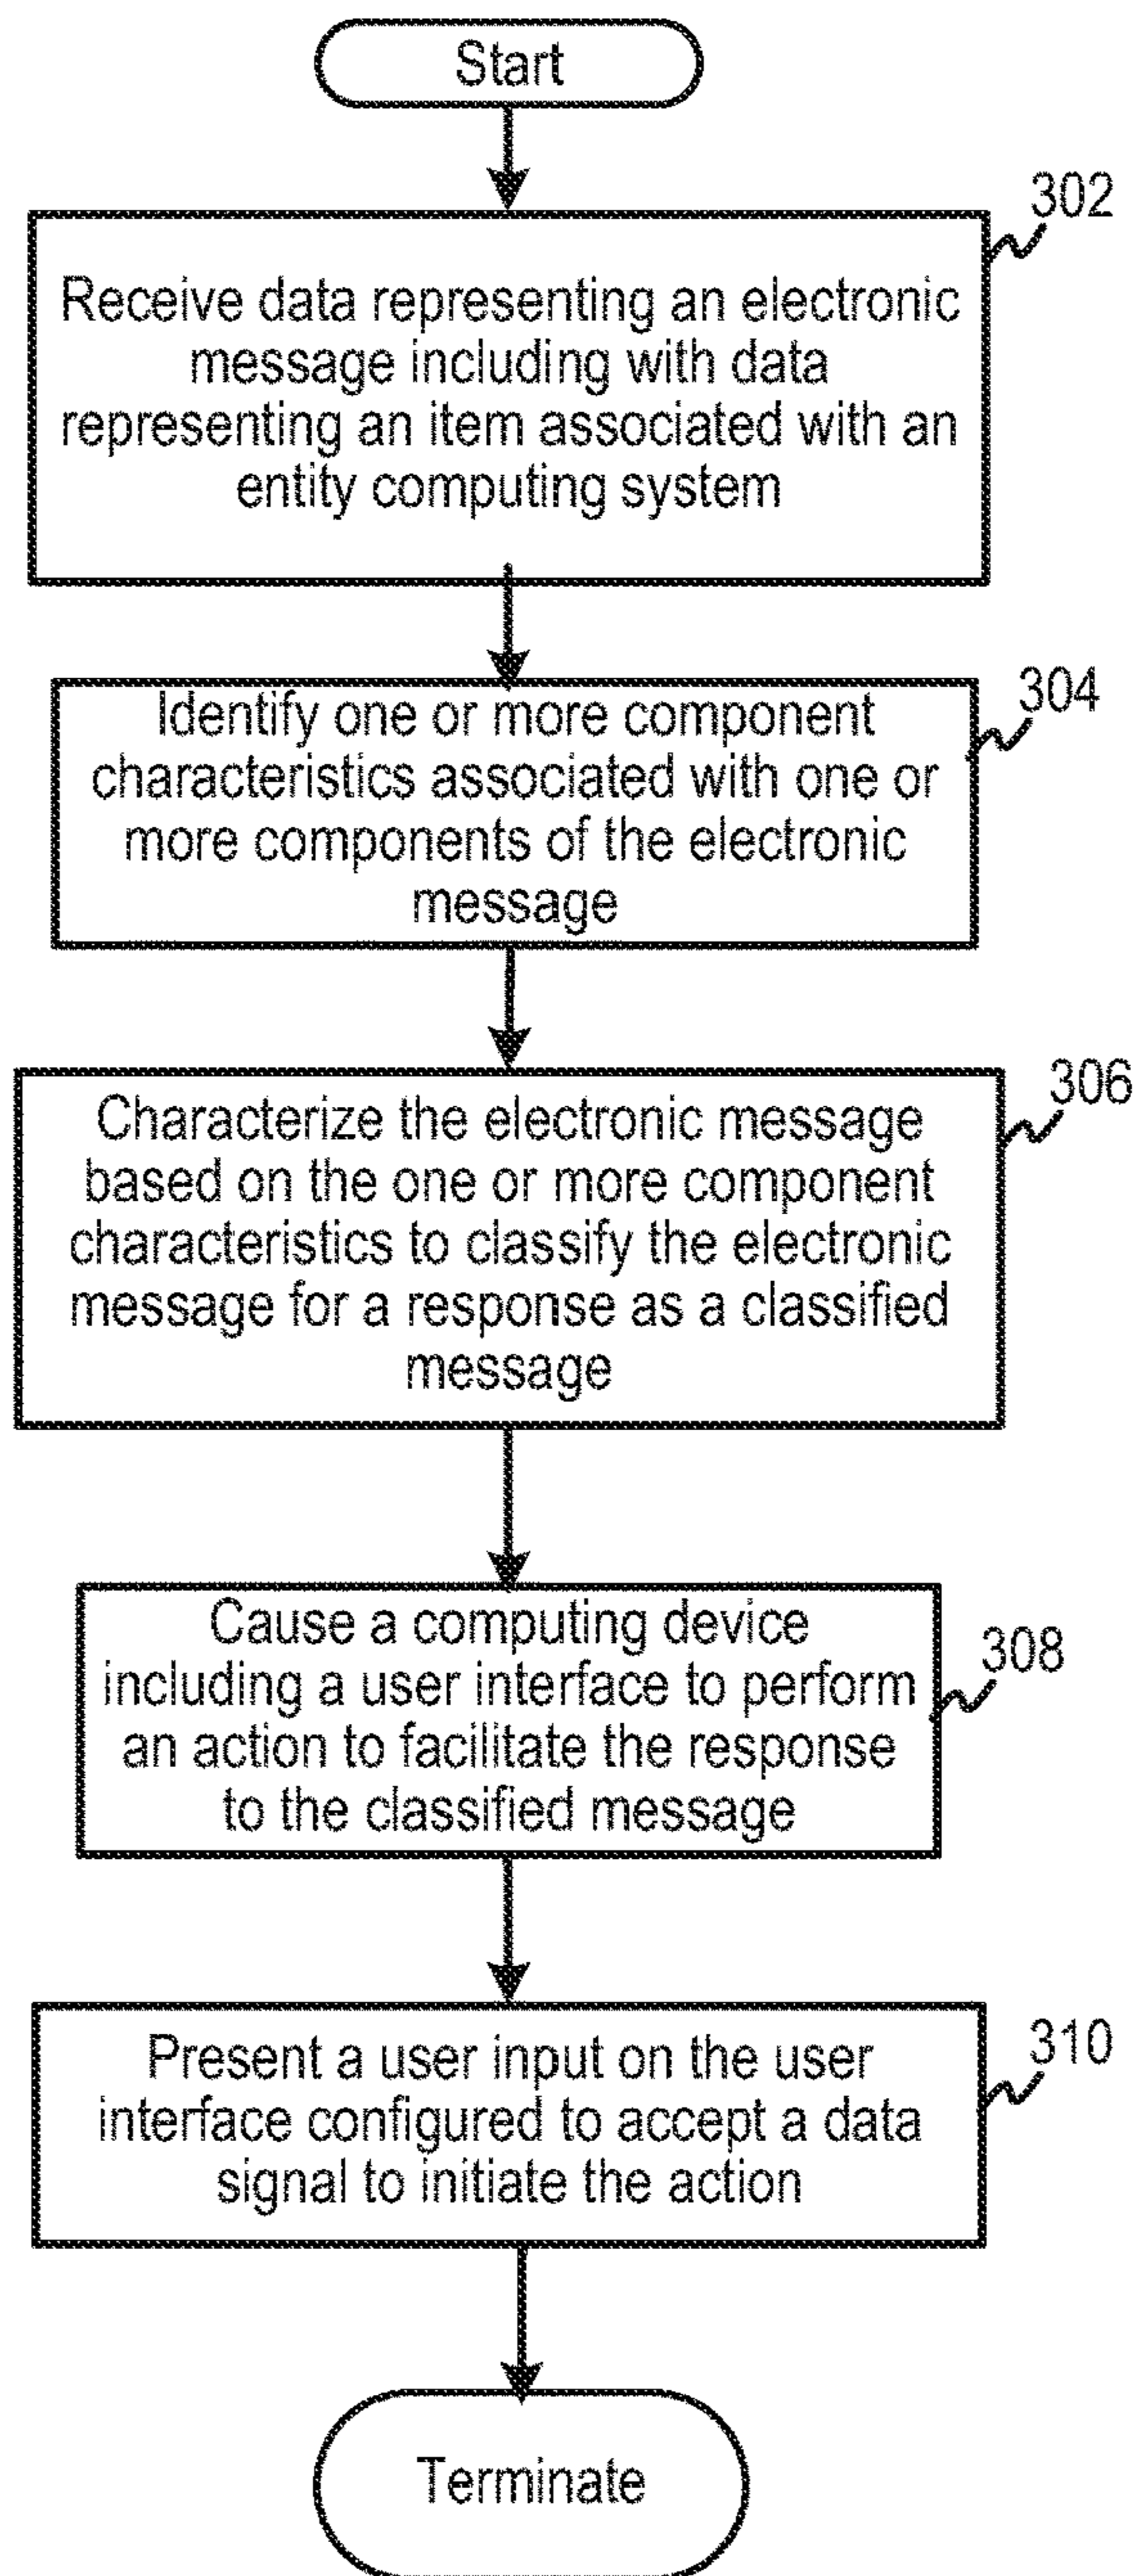 Start
302
Receive data representing an electronic
message including with data
representing an item associated with an
entity computing system
304
Identify one or more component
characteristics associated with one or
more components of the electronic
message
306
Characterize the electronic message
based on the one or more component
characteristics to classify the electronic
message for a response as a classified
message
308
Cause a computing device
including a user interface to perform
an action to facilitate the response
to the classified message
310
Present a user input on the user
interface configured to accept a data
signal to initiate the action
Terminate